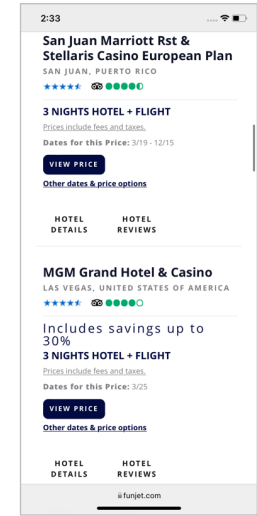 2:33
San Juan Marriott Rst &
Stellaris Casino European Plan
SAN JUAN, PUERTO RICO
3 NIGHTS HOTEL + FLIGHT
Prices include fees and taxes.
Dates for this Price: 3/19 - 12/15
VIEW PRICE
Other dates & price options
HOTEL HOTEL
DETAILS REVIEWS
MGM Grand Hotel & Casino
LAS VEGAS, UNITED STATES OF AMERICA
Includes savings up to
30%
3 NIGHTS HOTEL + FLIGHT
Prices include fees and taxes.
Dates for this Price: 3/25
VIEW PRICE
Other dates & price options
HOTEL HOTEL
DETAILS REVIEWS
funjet.com